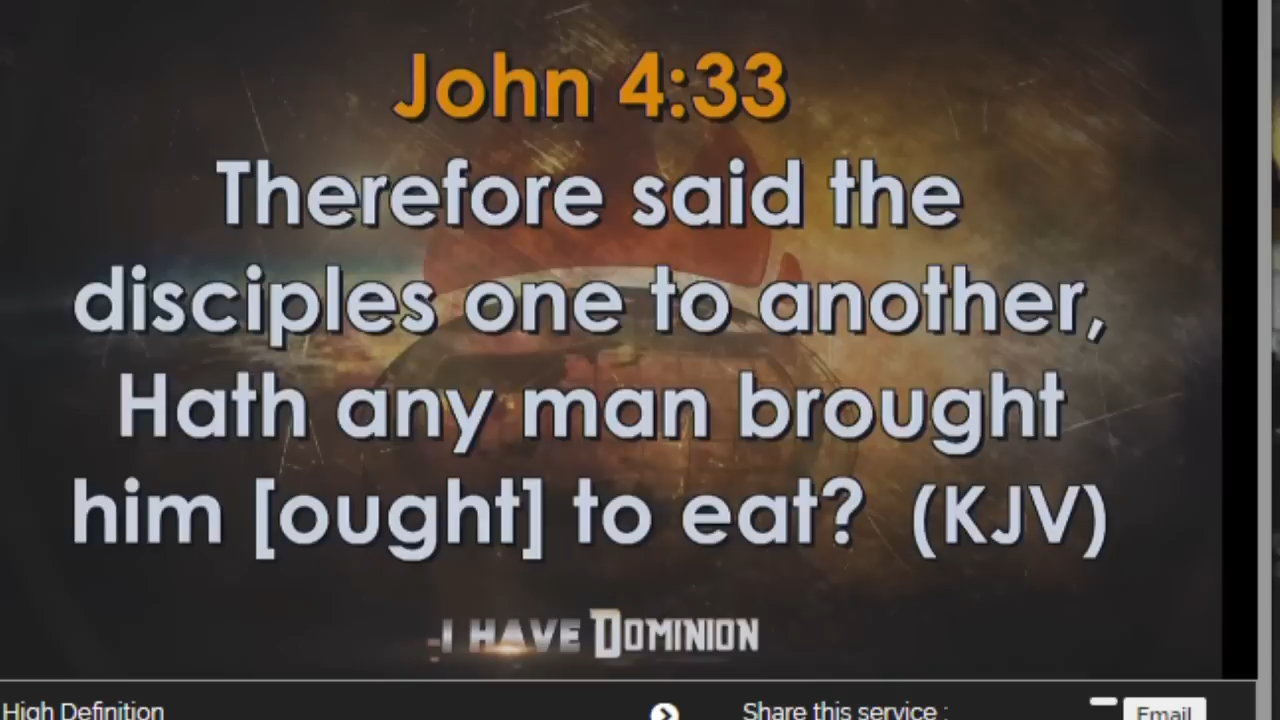 John 4:33
Therefore said the
disciples one to another,
Hath any man brought
him [ought] to eat? (KJV)
I HAVE DOMINION
High Definition
Share this service :
Email